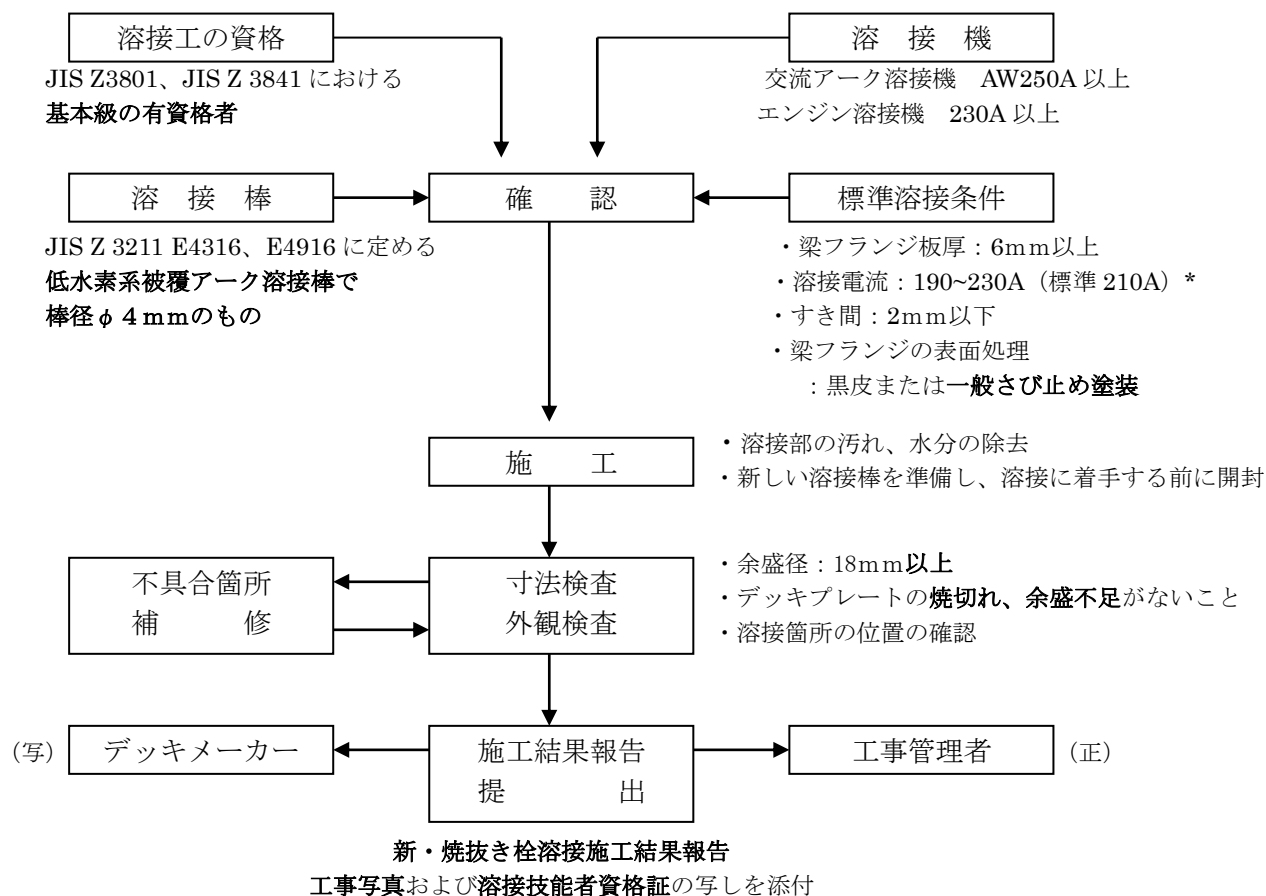 溶接工の資格
JIS Z3801、JIS Z 3841 における
基本級の有資格者
溶 接 機
交流アーク溶接機 AW250A 以上
エンジン溶接機 230A 以上
溶 接 棒
JIS Z 3211 E4316、E4916 に定める
低水素系被覆アーク溶接棒で
棒径φ4mmのもの
確 認
標準溶接条件
・梁フランジ板厚:6mm以上
・溶接電流:190~230A(標準 210A)*
・すき間:2mm以下
・梁フランジの表面処理
:黒皮または一般さび止め塗装
施 工
・溶接部の汚れ、水分の除去
・新しい溶接棒を準備し、溶接に着手する前に開封
不具合箇所
補 修
寸法検査
外観検査
・余盛径:18mm以上
・デッキプレートの焼切れ、余盛不足がないこと
・溶接箇所の位置の確認
(写)
デッキメーカー
施工結果報告
提 出
工事管理者
(正)
新・焼抜き栓溶接施工結果報告
工事写真および溶接技能者資格証の写しを添付